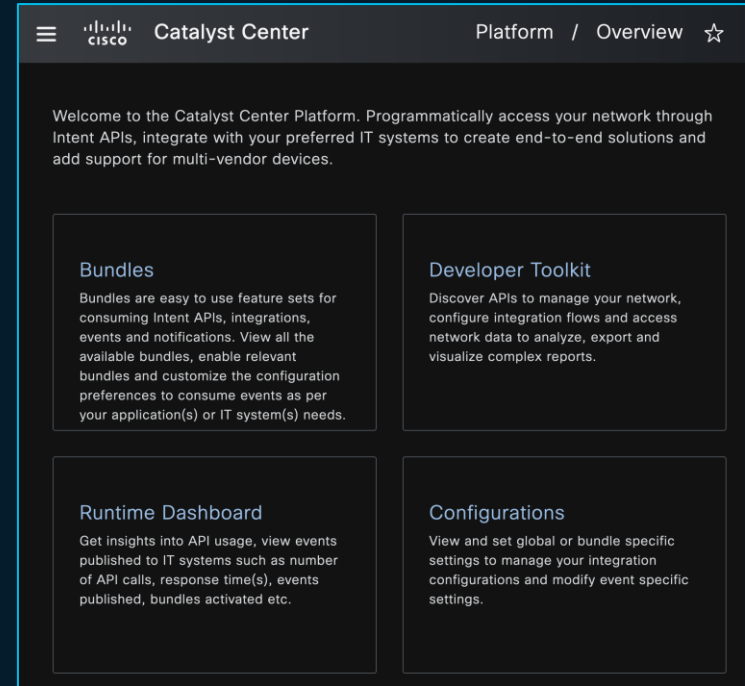 CISCO Catalyst Center Platform / Overview
Welcome to the Catalyst Center Platform. Programmatically access your network through
Intent APIs, integrate with your preferred IT systems to create end-to-end solutions and
add support for multi-vendor devices.
Bundles
Bundles are easy to use feature sets for
consuming Intent APIs, integrations,
events and notifications. View all the
available bundles, enable relevant
bundles and customize the configuration
preferences to consume events as per
your application(s) or IT system(s) needs.
Developer Toolkit
Discover APIs to manage your network,
configure integration flows and access
network data to analyze, export and
visualize complex reports.
Runtime Dashboard
Get insights into API usage, view events
published to IT systems such as number
of API calls, response time(s), events
published, bundles activated etc.
Configurations
View and set global or bundle specific
settings to manage your integration
configurations and modify event specific
settings.